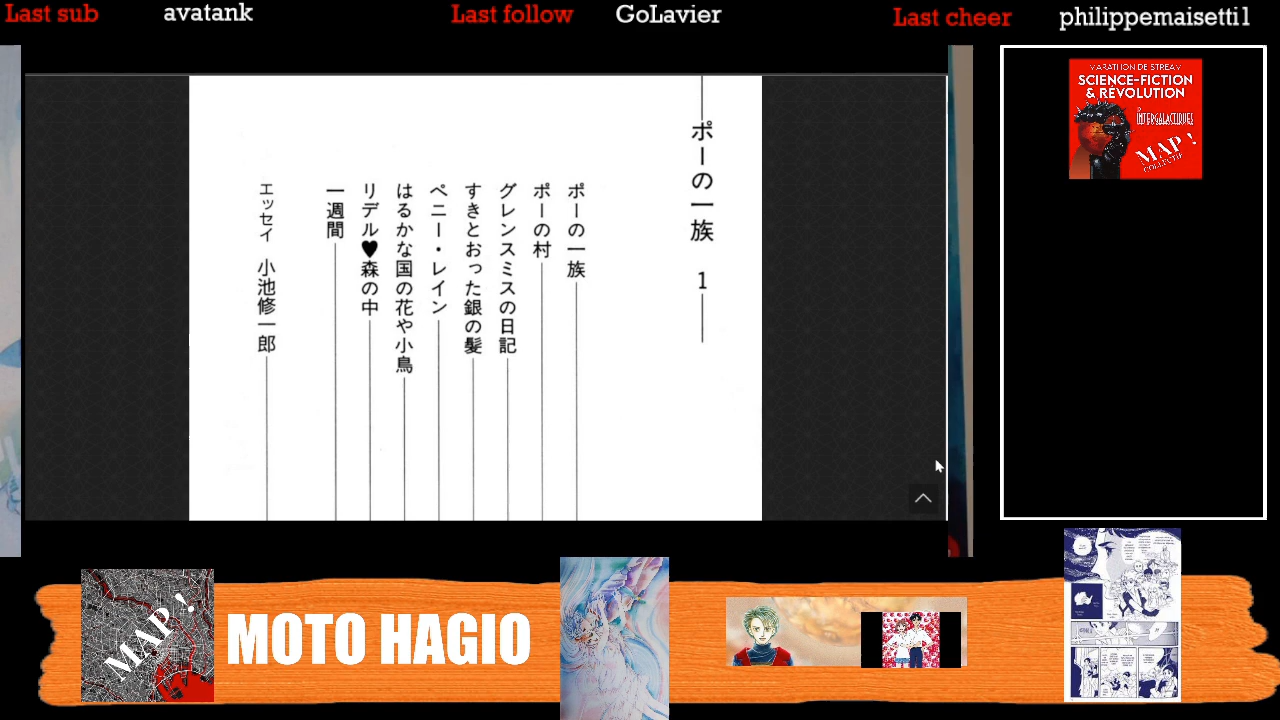 Last sub
avatank
Last follow
GoLavier
Last cheer
philippemaisetti1
ポーの一族 1
ポーの一族
ポーの村
グレンスミスの日記
すきとおった銀の髪
ペニー・レイン
はるかな国の花や小鳥
リデル♥森の中
一週間
エッセイ 小池修一郎
MARATHON DE STREAM
SCIENCE-FICTION
& RÉVOLUTION
INTERGALACTIQUES
MAP !
COLLECTIF
MAP !
MOTO HAGIO